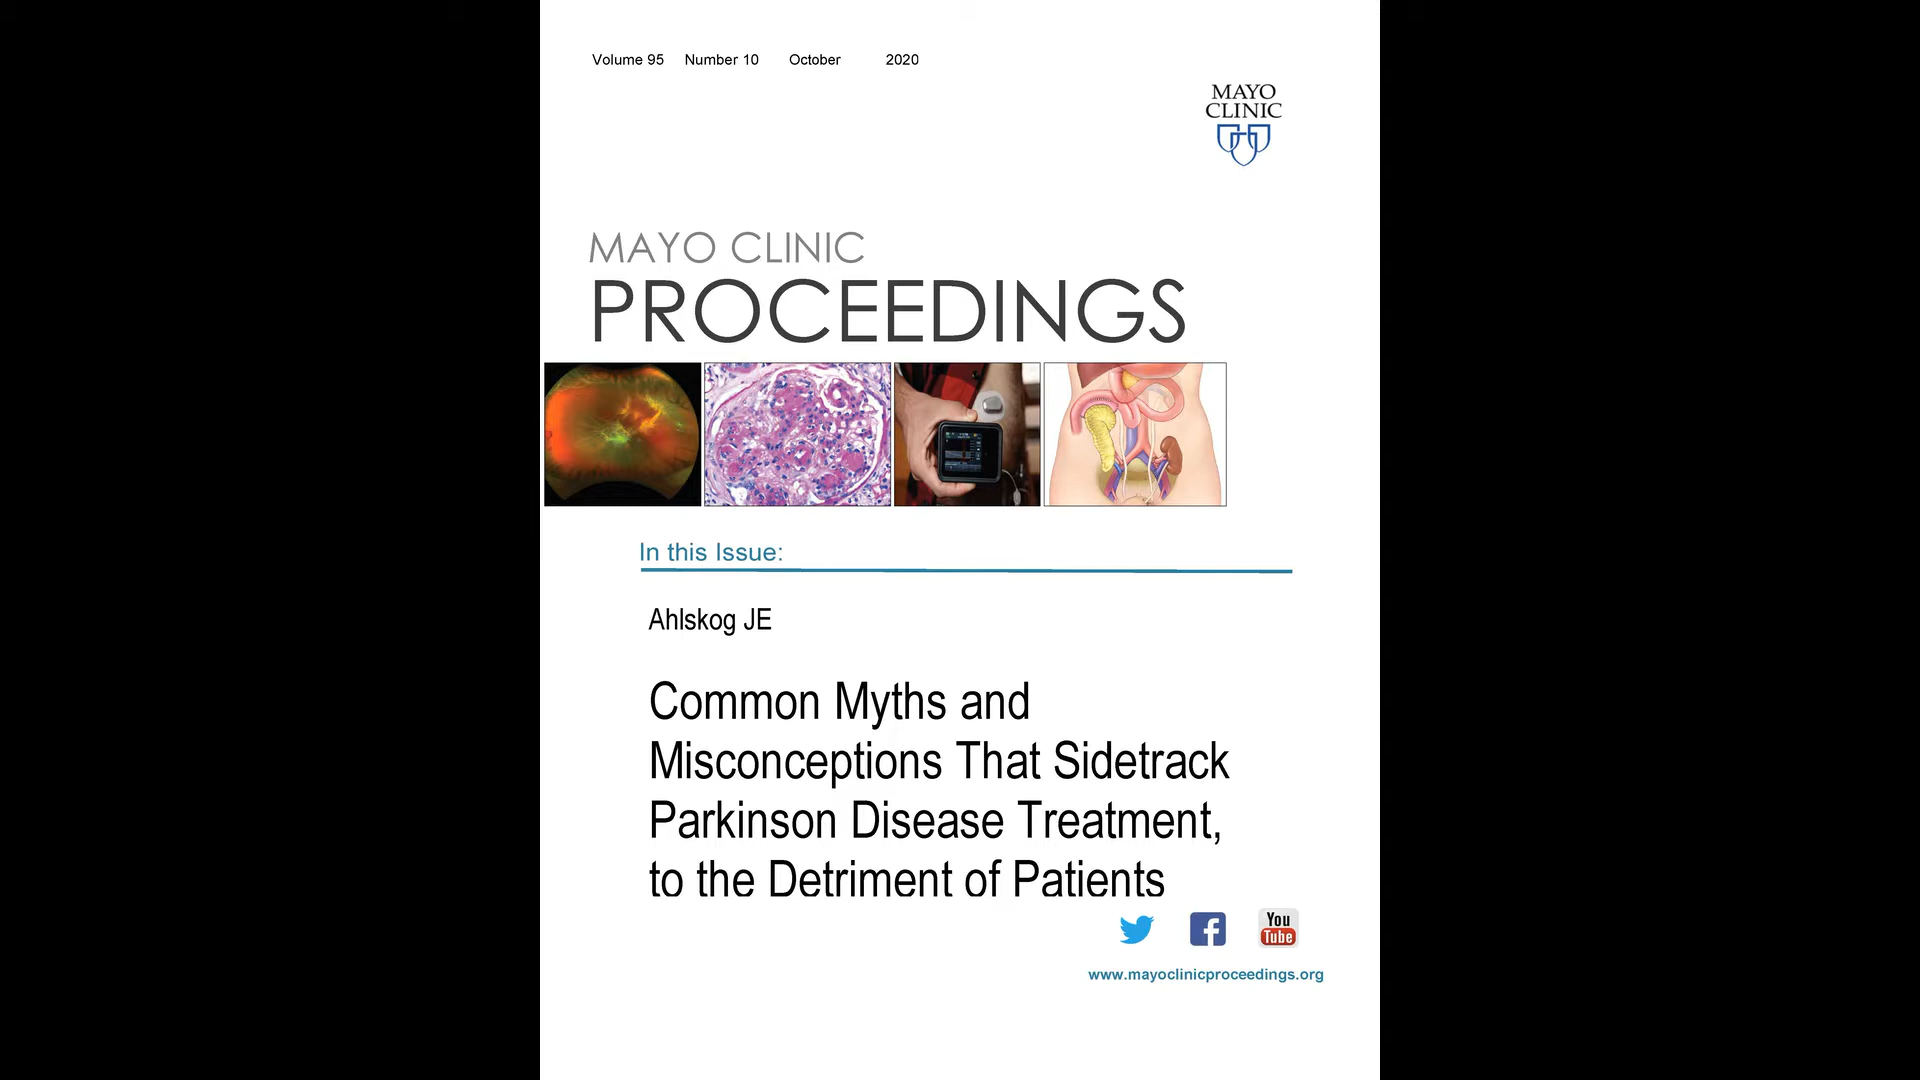 Volume 95 Number 10 October 2020
MAYO
CLINIC
MAYO CLINIC
PROCEEDINGS
In this Issue:
Ahlskog JE
Common Myths and
Misconceptions That Sidetrack
Parkinson Disease Treatment,
to the Detriment of Patients
You
Tube
www.mayoclinicproceedings.org